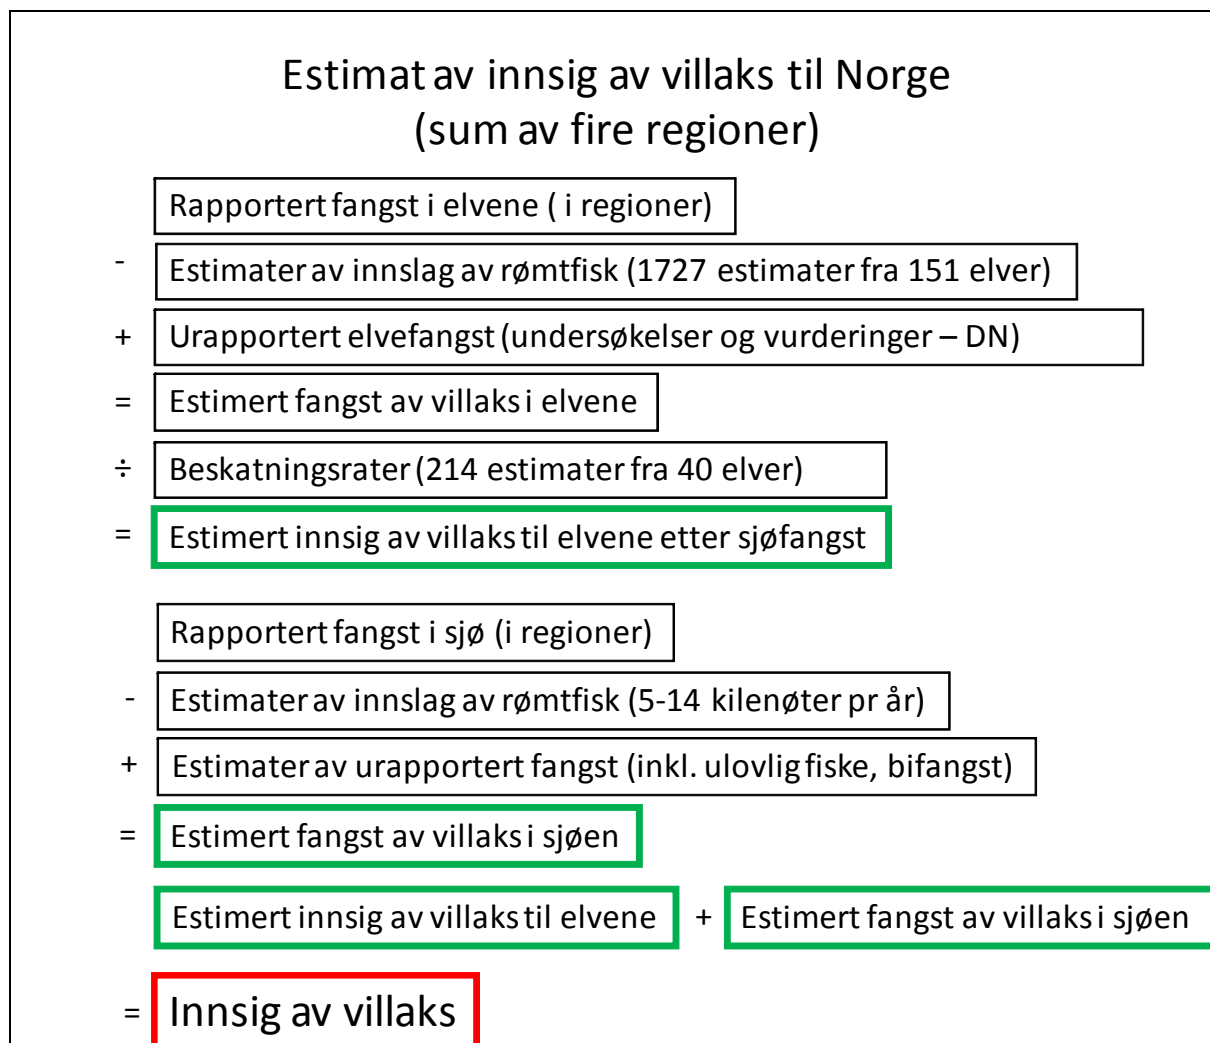 Estimat av innsig av villaks til Norge
(sum av fire regioner)
Rapportert fangst i elvene ( i regioner)
- Estimater av innslag av rømtfisk (1727 estimater fra 151 elver)
+ Urapportert elvefangst (undersøkelser og vurderinger – DN)
= Estimert fangst av villaks i elvene
÷ Beskatningsrater (214 estimater fra 40 elver)
= Estimert innsig av villaks til elvene etter sjøfangst
Rapportert fangst i sjø (i regioner)
- Estimater av innslag av rømtfisk (5-14 kilenøter pr år)
+ Estimater av urapportert fangst (inkl. ulovlig fiske, bifangst)
= Estimert fangst av villaks i sjøen
Estimert innsig av villaks til elvene + Estimert fangst av villaks i sjøen
= Innsig av villaks